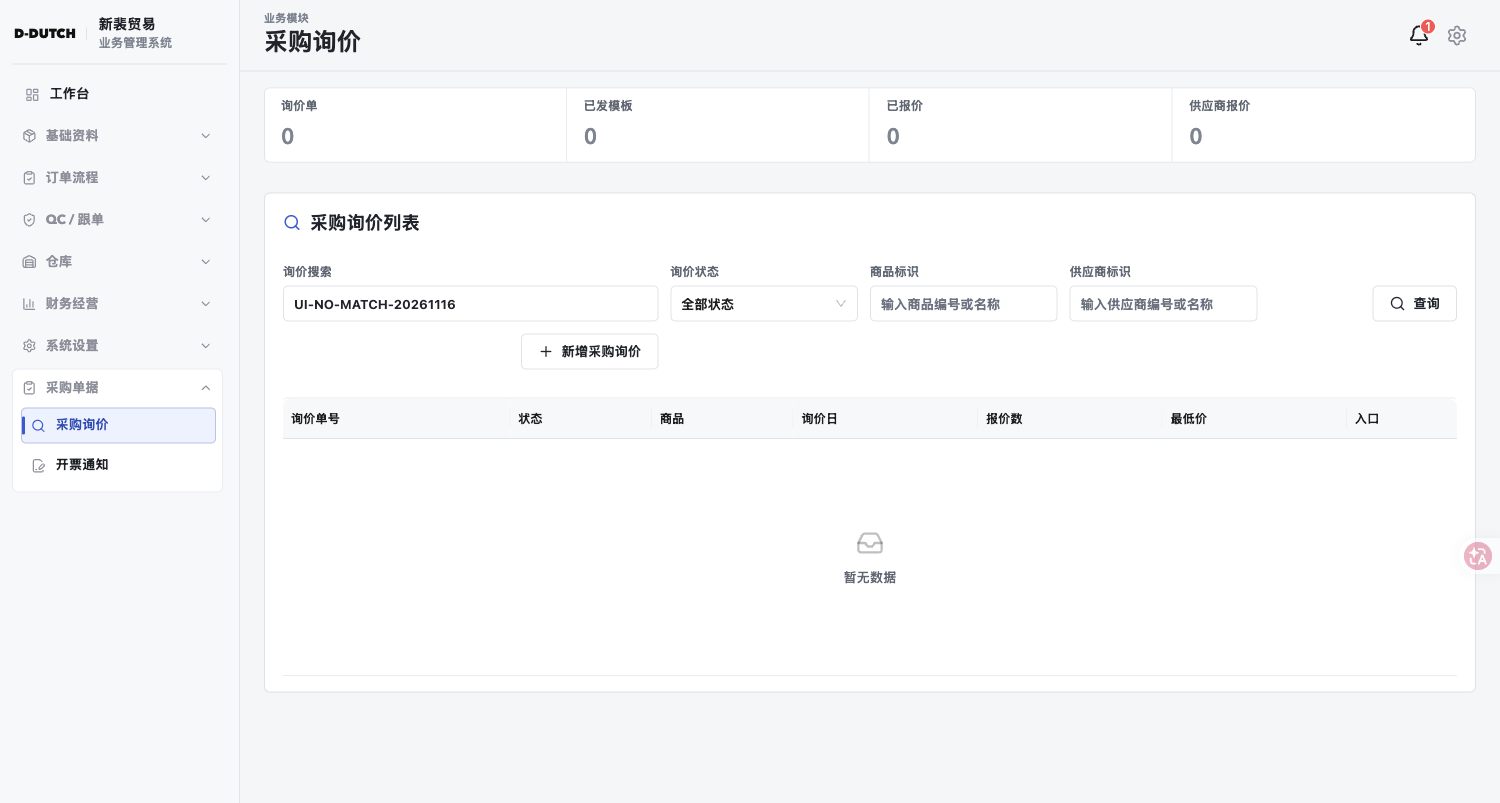 D-DUTCH
新装贸易
业务管理系统
工作台
基础资料
订单流程
QC / 跟单
仓库
财务经营
系统设置
采购单据
采购询价
开票通知
业务模块
采购询价
1
询价单
0
已发模板
0
已报价
0
供应商报价
0
采购询价列表
询价搜索
UI-NO-MATCH-20261116
询价状态
全部状态
商品标识
输入商品编号或名称
供应商标识
输入供应商编号或名称
查询
新增采购询价
询价单号 状态 商品 询价日 报价数 最低价 入口
暂无数据